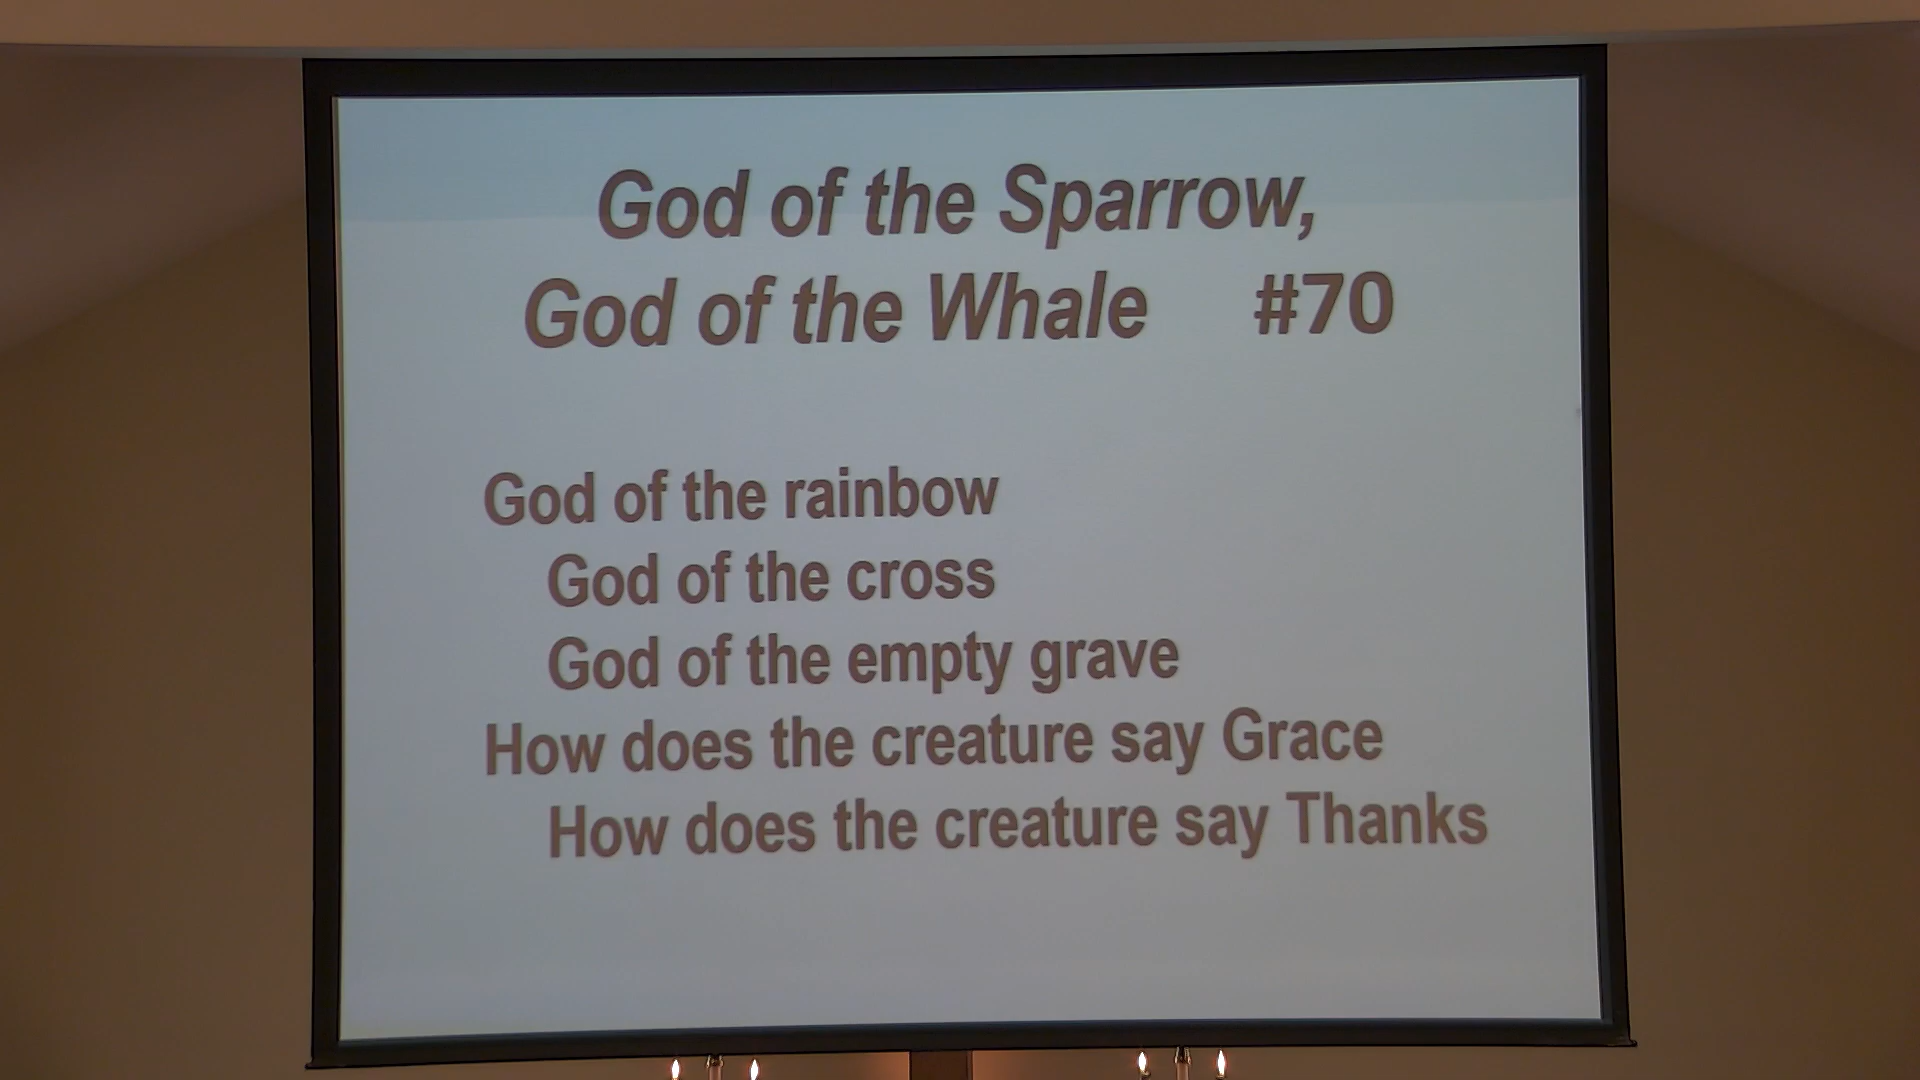 God of the Sparrow,
God of the Whale #70
God of the rainbow
God of the cross
God of the empty grave
How does the creature say Grace
How does the creature say Thanks